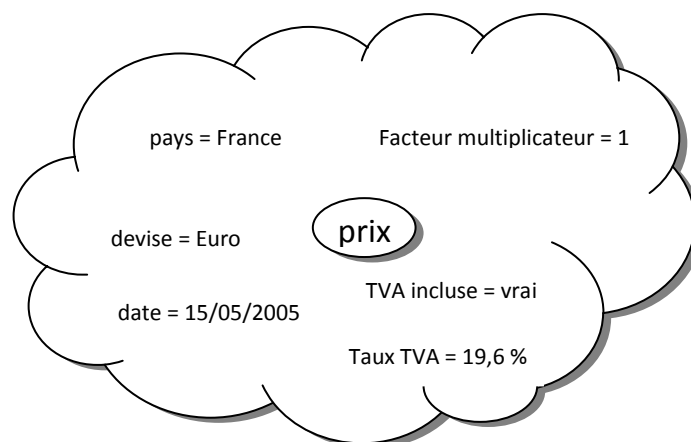 pays = France
Facteur multiplicateur = 1
prix
devise = Euro
TVA incluse = vrai
date = 15/05/2005
Taux TVA = 19,6 %